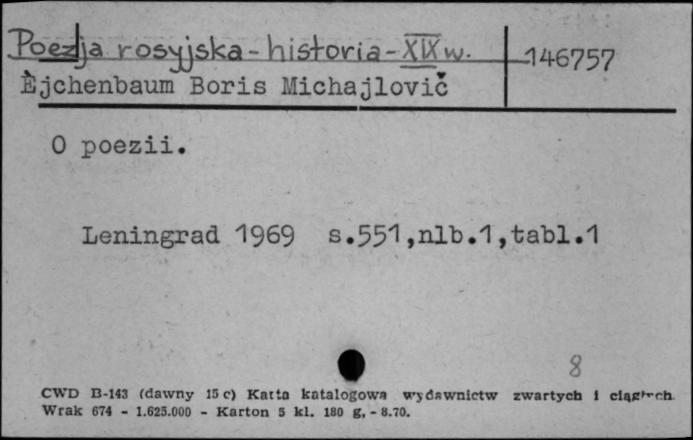 Poezja rosyjska - historia - XIX w.
146757
Èjchenbaum Boris Michajlovič
O poezii.
Leningrad 1969 s.551,nlb.1,tabl.1
8
CWD B-143 (dawny 15 c) Karta katalogowa wydawnictw zwartych i ciągłych.
Wrak 674 - 1.625.000 - Karton 5 kl. 180 g, - 8.70.